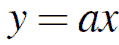 y = ax